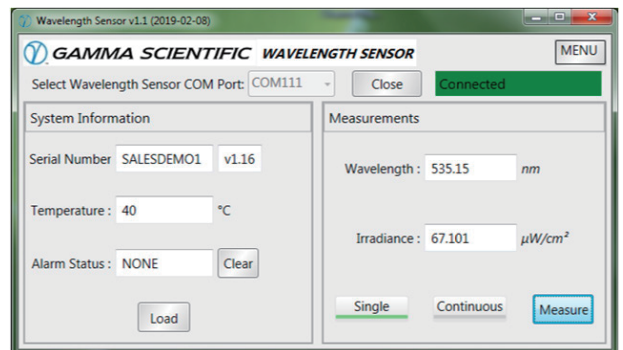 Wavelength Sensor v1.1 (2019-02-08)
GAMMA SCIENTIFIC WAVELENGTH SENSOR MENU
Select Wavelength Sensor COM Port: COM111 Close Connected
System Information
Serial Number SALESDEMO1 v1.16
Temperature : 40 °C
Alarm Status : NONE Clear
Load
Measurements
Wavelength : 535.15 nm
Irradiance : 67.101 µW/cm²
Single Continuous Measure